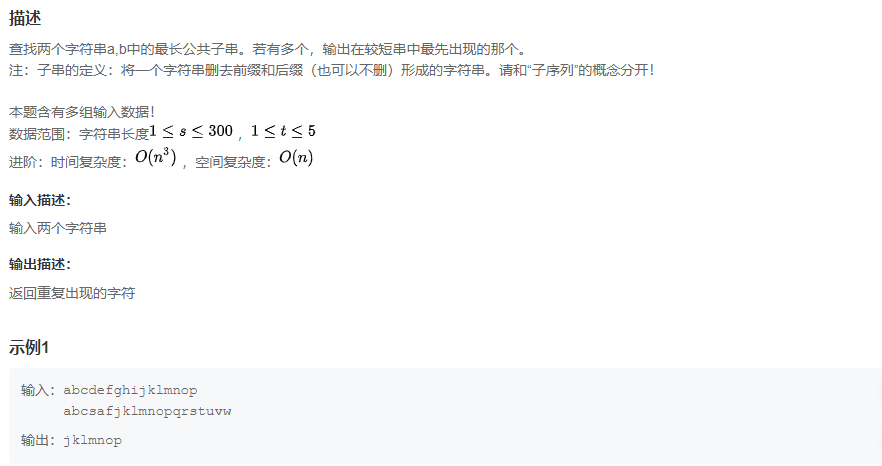 描述
查找两个字符串a,b中的最长公共子串。若有多个，输出在较短串中最先出现的那个。
注：子串的定义：将一个字符串删去前缀和后缀（也可以不删）形成的字符串。请和“子序列”的概念分开！
本题含有多组输入数据！
数据范围：字符串长度1 ≤ s ≤ 300 ，1 ≤ t ≤ 5
进阶：时间复杂度：O(n³) ，空间复杂度：O(n)
输入描述：
输入两个字符串
输出描述：
返回重复出现的字符
示例1
输入：abcdefghijklmnop
abcsafjklmnopqrstuvw
输出：jklmnop